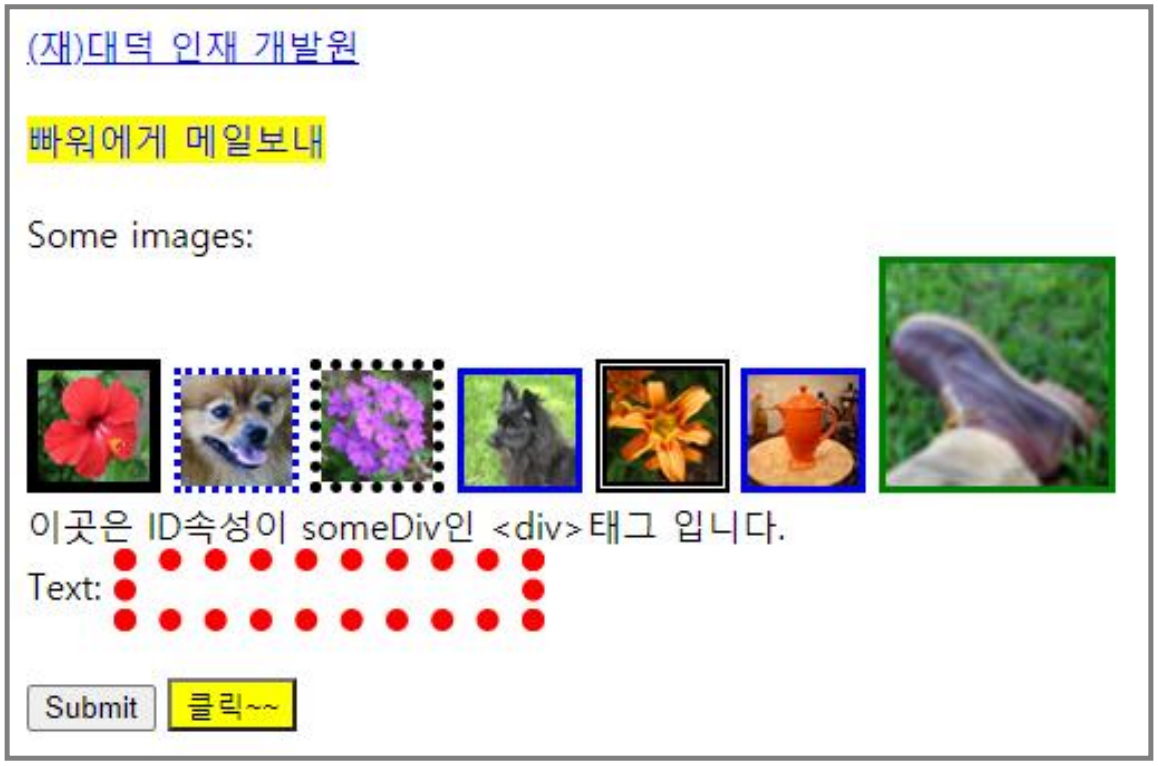 (재)대덕 인재 개발원
빠워에게 메일보내
Some images:
이곳은 ID속성이 someDiv인 <div>태그 입니다.
Text:
Submit 클릭~~